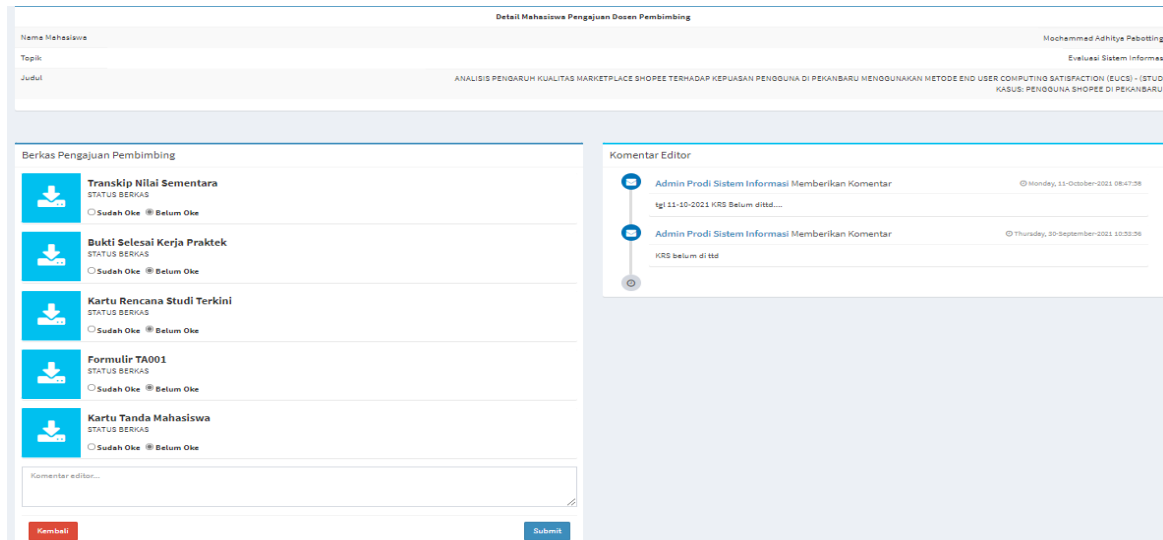 Detail Mahasiswa Pengajuan Dosen Pembimbing
Nama Mahasiswa
Mochammad Adhitya Pabotting
Topik
Evaluasi Sistem Informas
Judul
ANALISIS PENGARUH KUALITAS MARKETPLACE SHOPEE TERHADAP KEPUASAN PENGGUNA DI PEKANBARU MENGGUNAKAN METODE END USER COMPUTING SATISFACTION (EUCS) - (STUD
KASUS: PENGGUNA SHOPEE DI PEKANBARU
Berkas Pengajuan Pembimbing
Transkip Nilai Sementara
STATUS BERKAS
Sudah Oke Belum Oke
Bukti Selesai Kerja Praktek
STATUS BERKAS
Sudah Oke Belum Oke
Kartu Rencana Studi Terkini
STATUS BERKAS
Sudah Oke Belum Oke
Formulir TA001
STATUS BERKAS
Sudah Oke Belum Oke
Kartu Tanda Mahasiswa
STATUS BERKAS
Sudah Oke Belum Oke
Komentar editor...
Kembali
Submit
Komentar Editor
Admin Prodi Sistem Informasi Memberikan Komentar
Monday, 11-October-2021 08:47:58
tgl 11-10-2021 KRS Belum dittd....
Admin Prodi Sistem Informasi Memberikan Komentar
Thursday, 30-September-2021 10:52:56
KRS belum di ttd